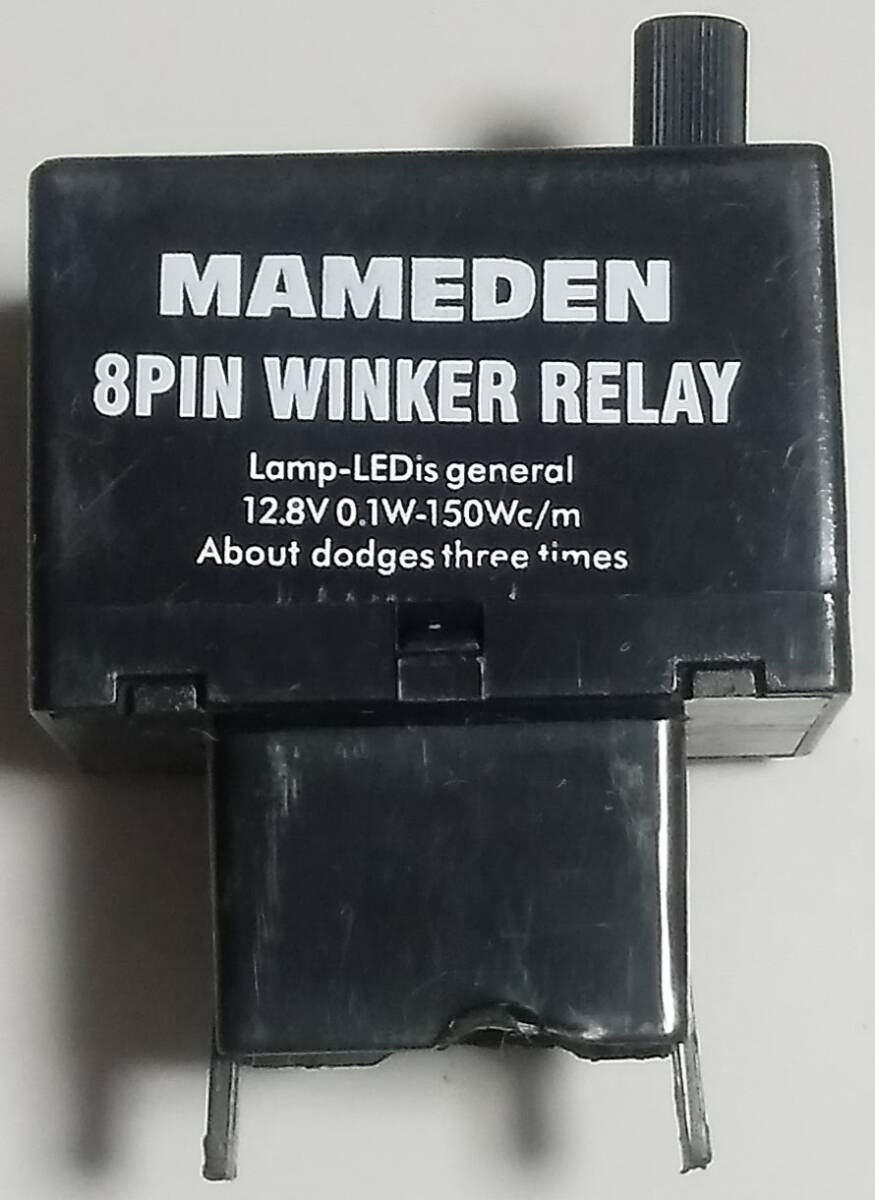 MAMEDEN
8PIN WINKER RELAY
Lamp-LEDis general
12.8V 0.1W-150Wc/m
About dodges three times